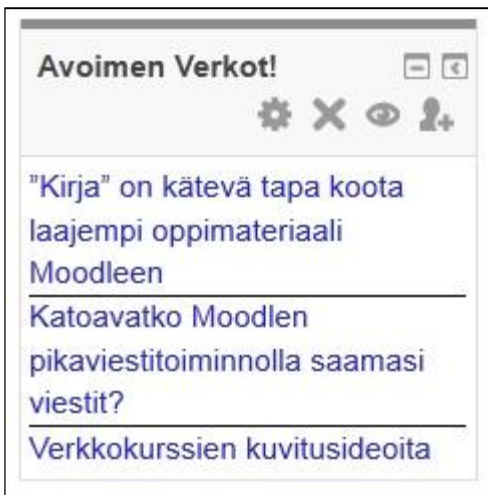 Avoimen Verkot!
"Kirja" on kätevä tapa koota
laajempi oppimateriaali
Moodleen
Katoavatko Moodlen
pikaviestitoiminnolla saamasi
viestit?
Verkkokurssien kuvitusideoita